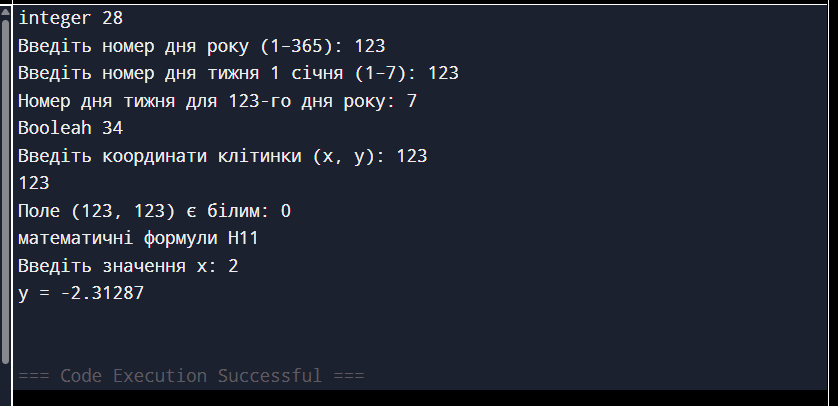 integer 28
Введіть номер дня року (1–365): 123
Введіть номер дня тижня 1 січня (1–7): 123
Номер дня тижня для 123-го дня року: 7
Booleah 34
Введіть координати клітинки (x, y): 123
123
Поле (123, 123) є білим: 0
математичні формули Н11
Введіть значення x: 2
y = -2.31287
=== Code Execution Successful ===